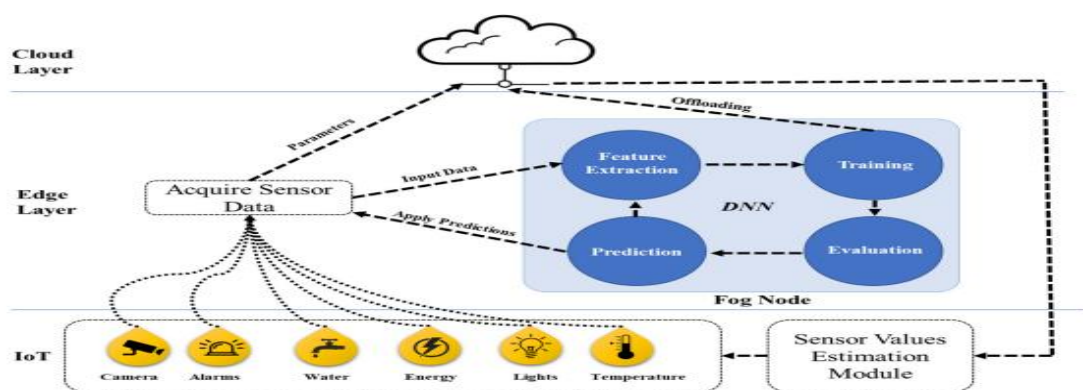 Cloud
Layer
Offloading
Parameters
Feature
Extraction
Training
Input Data
Acquire Sensor
Data
Edge
Layer
DNN
Apply Predictions
Prediction
Evaluation
Fog Node
IoT
Camera
Alarms
Water
Energy
Lights
Temperature
Sensor Values
Estimation
Module